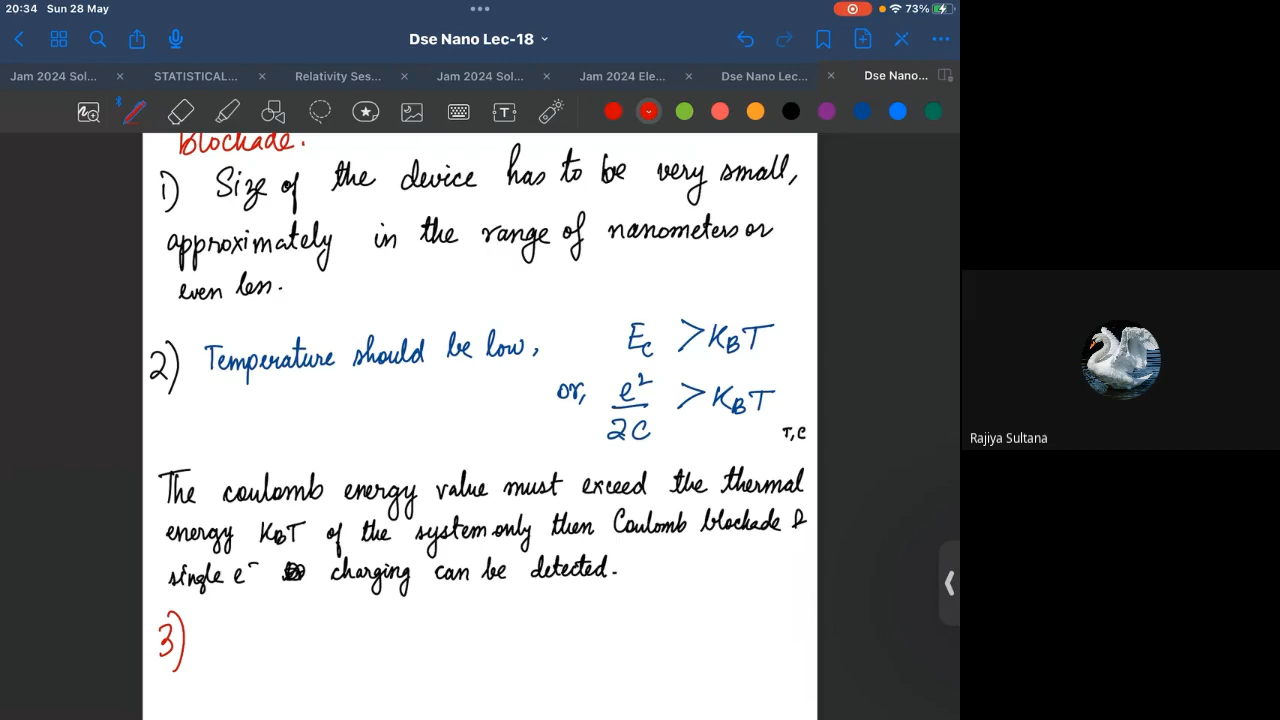 20:34 Sun 28 May
73%
Dse Nano Lec-18
Jam 2024 Sol...
STATISTICAL...
Relativity Ses...
Jam 2024 Sol...
Jam 2024 Ele...
Dse Nano Lec...
Dse Nano...
Blockade.
1) Size of the device has to be very small,
approximately in the range of nanometers or
even less.
2) Temperature should be low, E_C > K_BT
or, e²/2C > K_BT
T, C
The coulomb energy value must exceed the thermal
energy K_BT of the system only then Coulomb blockade &
single e⁻ charging can be detected.
3)
Rajiya Sultana